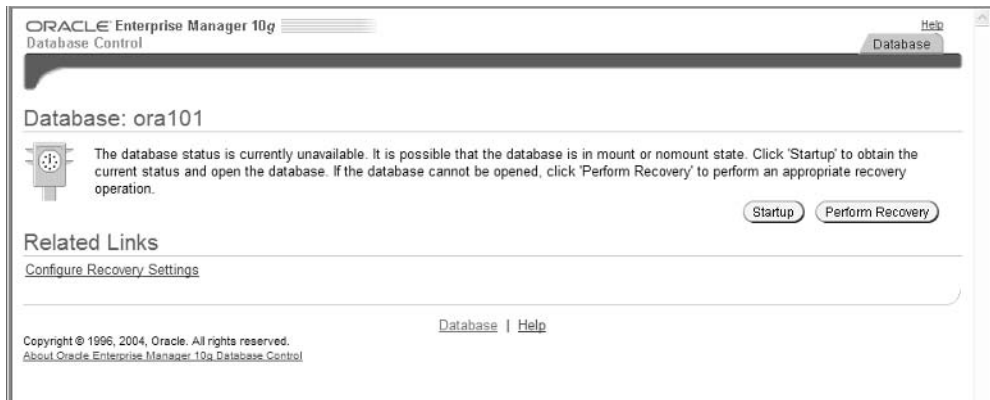 ORACLE Enterprise Manager 10g
Database Control
Help
Database
Database: ora101
The database status is currently unavailable. It is possible that the database is in mount or nomount state. Click 'Startup' to obtain the
current status and open the database. If the database cannot be opened, click 'Perform Recovery' to perform an appropriate recovery
operation.
Startup Perform Recovery
Related Links
Configure Recovery Settings
Database | Help
Copyright © 1996, 2004, Oracle. All rights reserved.
About Oracle Enterprise Manager 10g Database Control